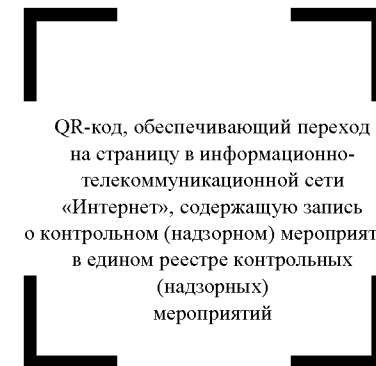 QR-код, обеспечивающий переход
на страницу в информационно-
телекоммуникационной сети
«Интернет», содержащую запись
о контрольном (надзорном) мероприят
в едином реестре контрольных
(надзорных)
мероприятий